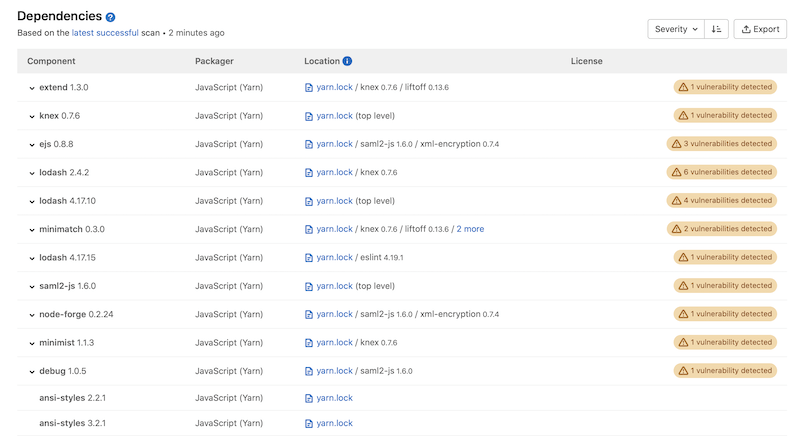 Dependencies
Based on the latest successful scan • 2 minutes ago
Severity
Export
Component Packager Location License
extend 1.3.0 JavaScript (Yarn) yarn.lock / knex 0.7.6 / liftoff 0.13.6 1 vulnerability detected
knex 0.7.6 JavaScript (Yarn) yarn.lock (top level) 1 vulnerability detected
ejs 0.8.8 JavaScript (Yarn) yarn.lock / saml2-js 1.6.0 / xml-encryption 0.7.4 3 vulnerabilities detected
lodash 2.4.2 JavaScript (Yarn) yarn.lock / knex 0.7.6 6 vulnerabilities detected
lodash 4.17.10 JavaScript (Yarn) yarn.lock (top level) 4 vulnerabilities detected
minimatch 0.3.0 JavaScript (Yarn) yarn.lock / knex 0.7.6 / liftoff 0.13.6 / 2 more 2 vulnerabilities detected
lodash 4.17.15 JavaScript (Yarn) yarn.lock / eslint 4.19.1 1 vulnerability detected
saml2-js 1.6.0 JavaScript (Yarn) yarn.lock (top level) 1 vulnerability detected
node-forge 0.2.24 JavaScript (Yarn) yarn.lock / saml2-js 1.6.0 / xml-encryption 0.7.4 1 vulnerability detected
minimist 1.1.3 JavaScript (Yarn) yarn.lock / knex 0.7.6 1 vulnerability detected
debug 1.0.5 JavaScript (Yarn) yarn.lock / saml2-js 1.6.0 1 vulnerability detected
ansi-styles 2.2.1 JavaScript (Yarn) yarn.lock
ansi-styles 3.2.1 JavaScript (Yarn) yarn.lock